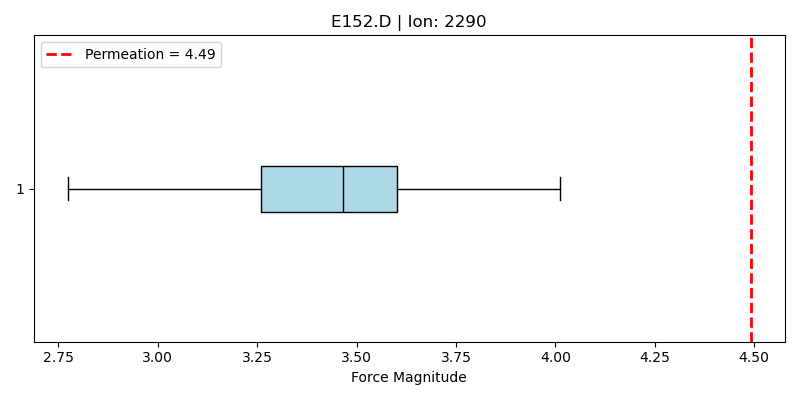 E152.D | Ion: 2290
Permeation = 4.49
1
2.75 3.00 3.25 3.50 3.75 4.00 4.25 4.50
Force Magnitude